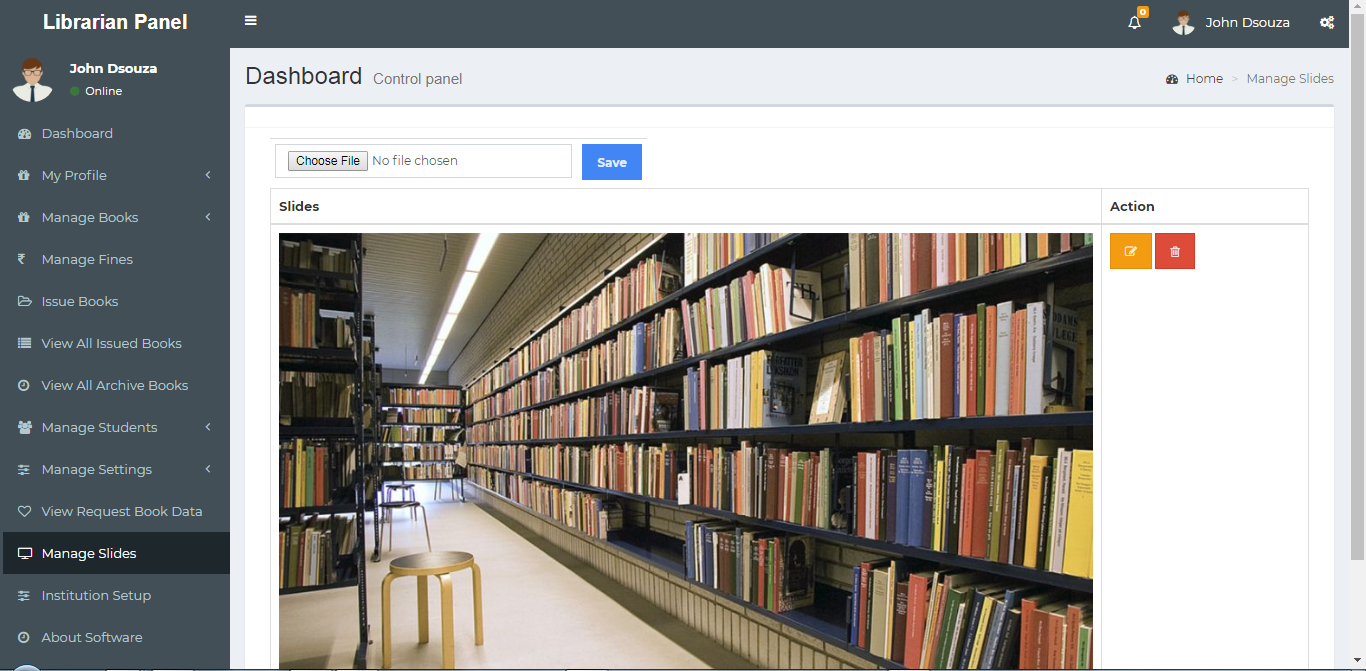 Librarian Panel
0
John Dsouza
John Dsouza
Online
Dashboard
My Profile
Manage Books
₹ Manage Fines
Issue Books
View All Issued Books
View All Archive Books
Manage Students
Manage Settings
View Request Book Data
Manage Slides
Institution Setup
About Software
Dashboard Control panel
Home > Manage Slides
Choose File No file chosen
Save
Slides
Action
FORFATTER
LEKSIKON
A